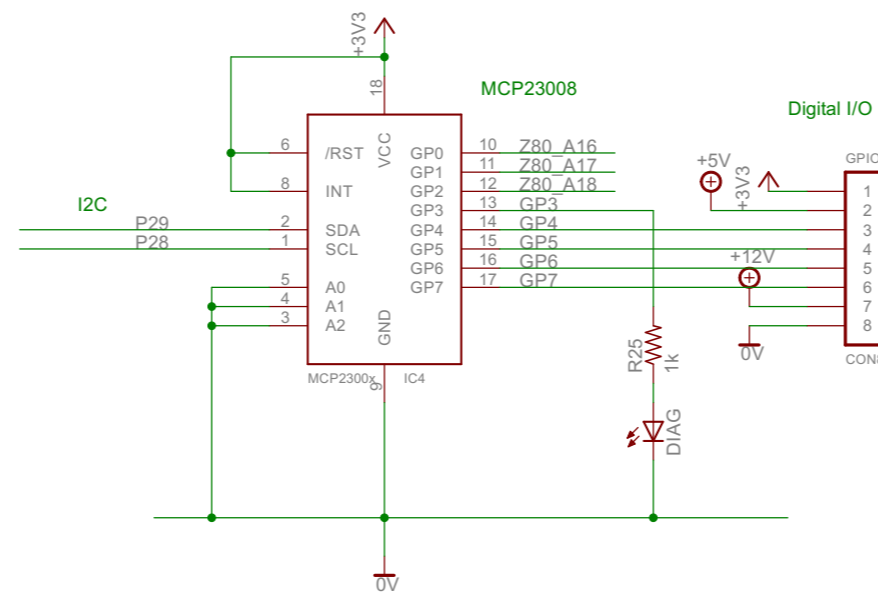 +3V3
MCP23008
Digital I/O
18
VCC
6 /RST
8 INT
I2C
P29 2 SDA
P28 1 SCL
5 A0
4 A1
3 A2
GND
9
MCP2300x IC4
GP0 10 Z80_A16
GP1 11 Z80_A17
GP2 12 Z80_A18
GP3 13 GP3
GP4 14 GP4
GP5 15 GP5
GP6 16 GP6
GP7 17 GP7
+5V
+3V3
+12V
0V
GPIO
1
2
3
4
5
6
7
8
CON8
R25
1k
DIAG
0V